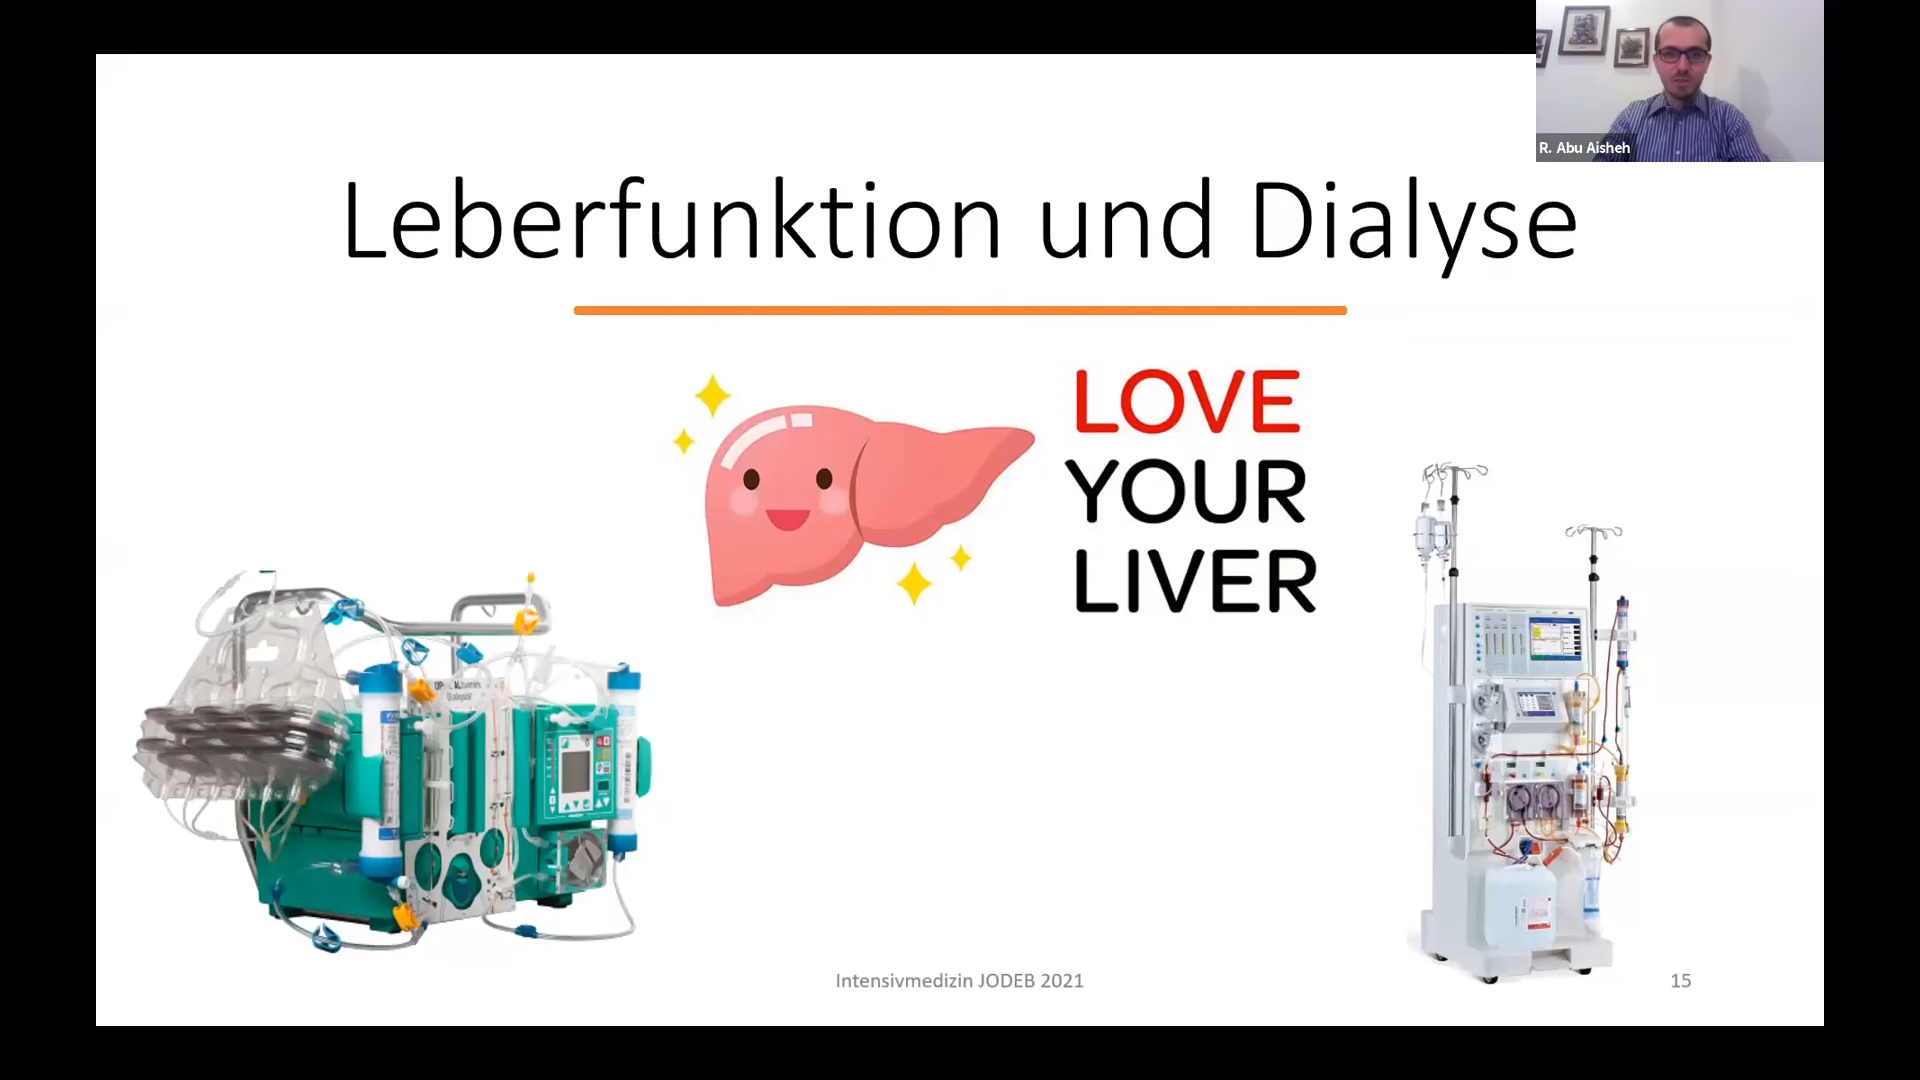 R. Abu Aisheh
Leberfunktion und Dialyse
LOVE
YOUR
LIVER
Intensivmedizin JODEB 2021
15